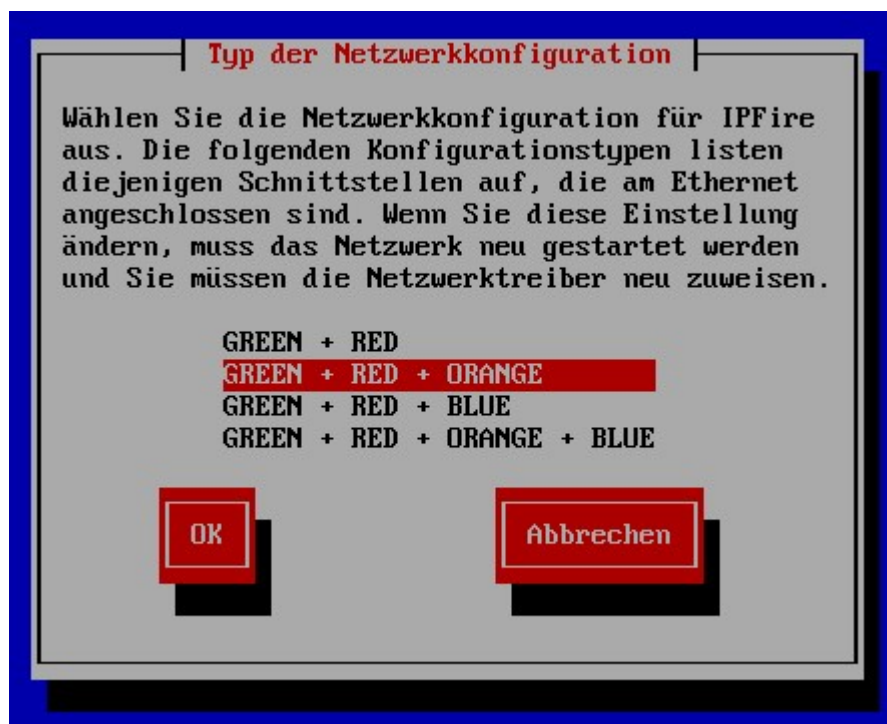 Typ der Netzwerkkonfiguration
Wählen Sie die Netzwerkkonfiguration für IPFire
aus. Die folgenden Konfigurationstypen listen
diejenigen Schnittstellen auf, die am Ethernet
angeschlossen sind. Wenn Sie diese Einstellung
ändern, muss das Netzwerk neu gestartet werden
und Sie müssen die Netzwerktreiber neu zuweisen.
GREEN + RED
GREEN + RED + ORANGE
GREEN + RED + BLUE
GREEN + RED + ORANGE + BLUE
OK Abbrechen